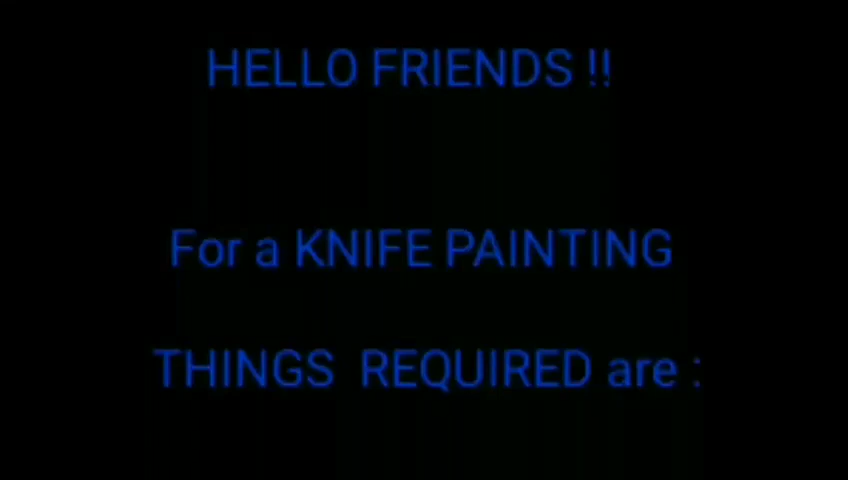 HELLO FRIENDS !!
For a KNIFE PAINTING
THINGS REQUIRED are :